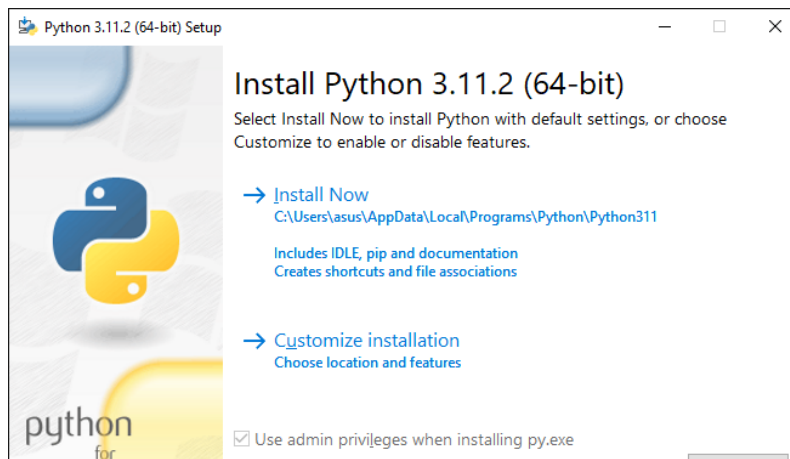 Python 3.11.2 (64-bit) Setup
Install Python 3.11.2 (64-bit)
Select Install Now to install Python with default settings, or choose
Customize to enable or disable features.
Install Now
C:\Users\asus\AppData\Local\Programs\Python\Python311
Includes IDLE, pip and documentation
Creates shortcuts and file associations
Customize installation
Choose location and features
Use admin privileges when installing py.exe
python
for